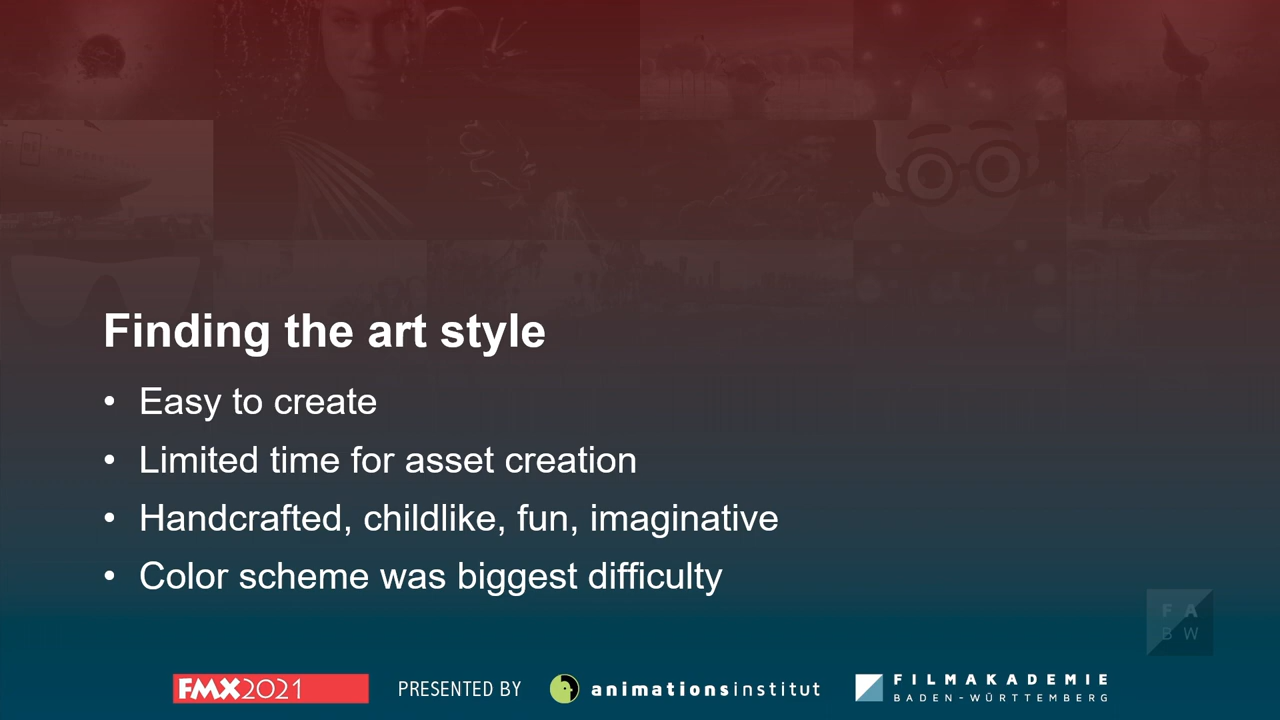 Finding the art style
• Easy to create
• Limited time for asset creation
• Handcrafted, childlike, fun, imaginative
• Color scheme was biggest difficulty
F A
B W
FMX2021 PRESENTED BY animationsinstitut FILMAKADEMIE
BADEN-WÜRTTEMBERG